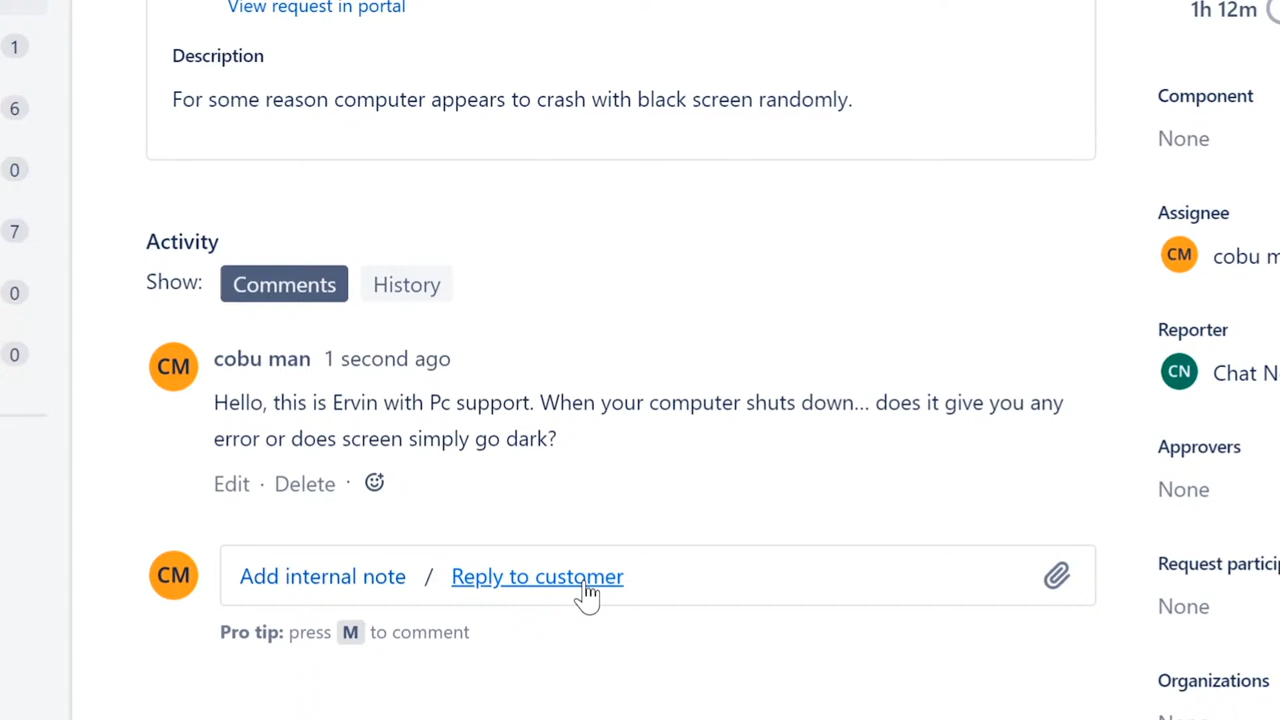 View request in portal
1h 12m
1
Description
6
For some reason computer appears to crash with black screen randomly.
Component
None
0
Assignee
CM cobu m
7
Activity
Show: Comments History
0
Reporter
CN Chat N
0
CM cobu man 1 second ago
Hello, this is Ervin with Pc support. When your computer shuts down... does it give you any
error or does screen simply go dark?
Edit · Delete ·
Approvers
None
CM Add internal note / Reply to customer
Pro tip: press M to comment
Request partici
None
Organizations